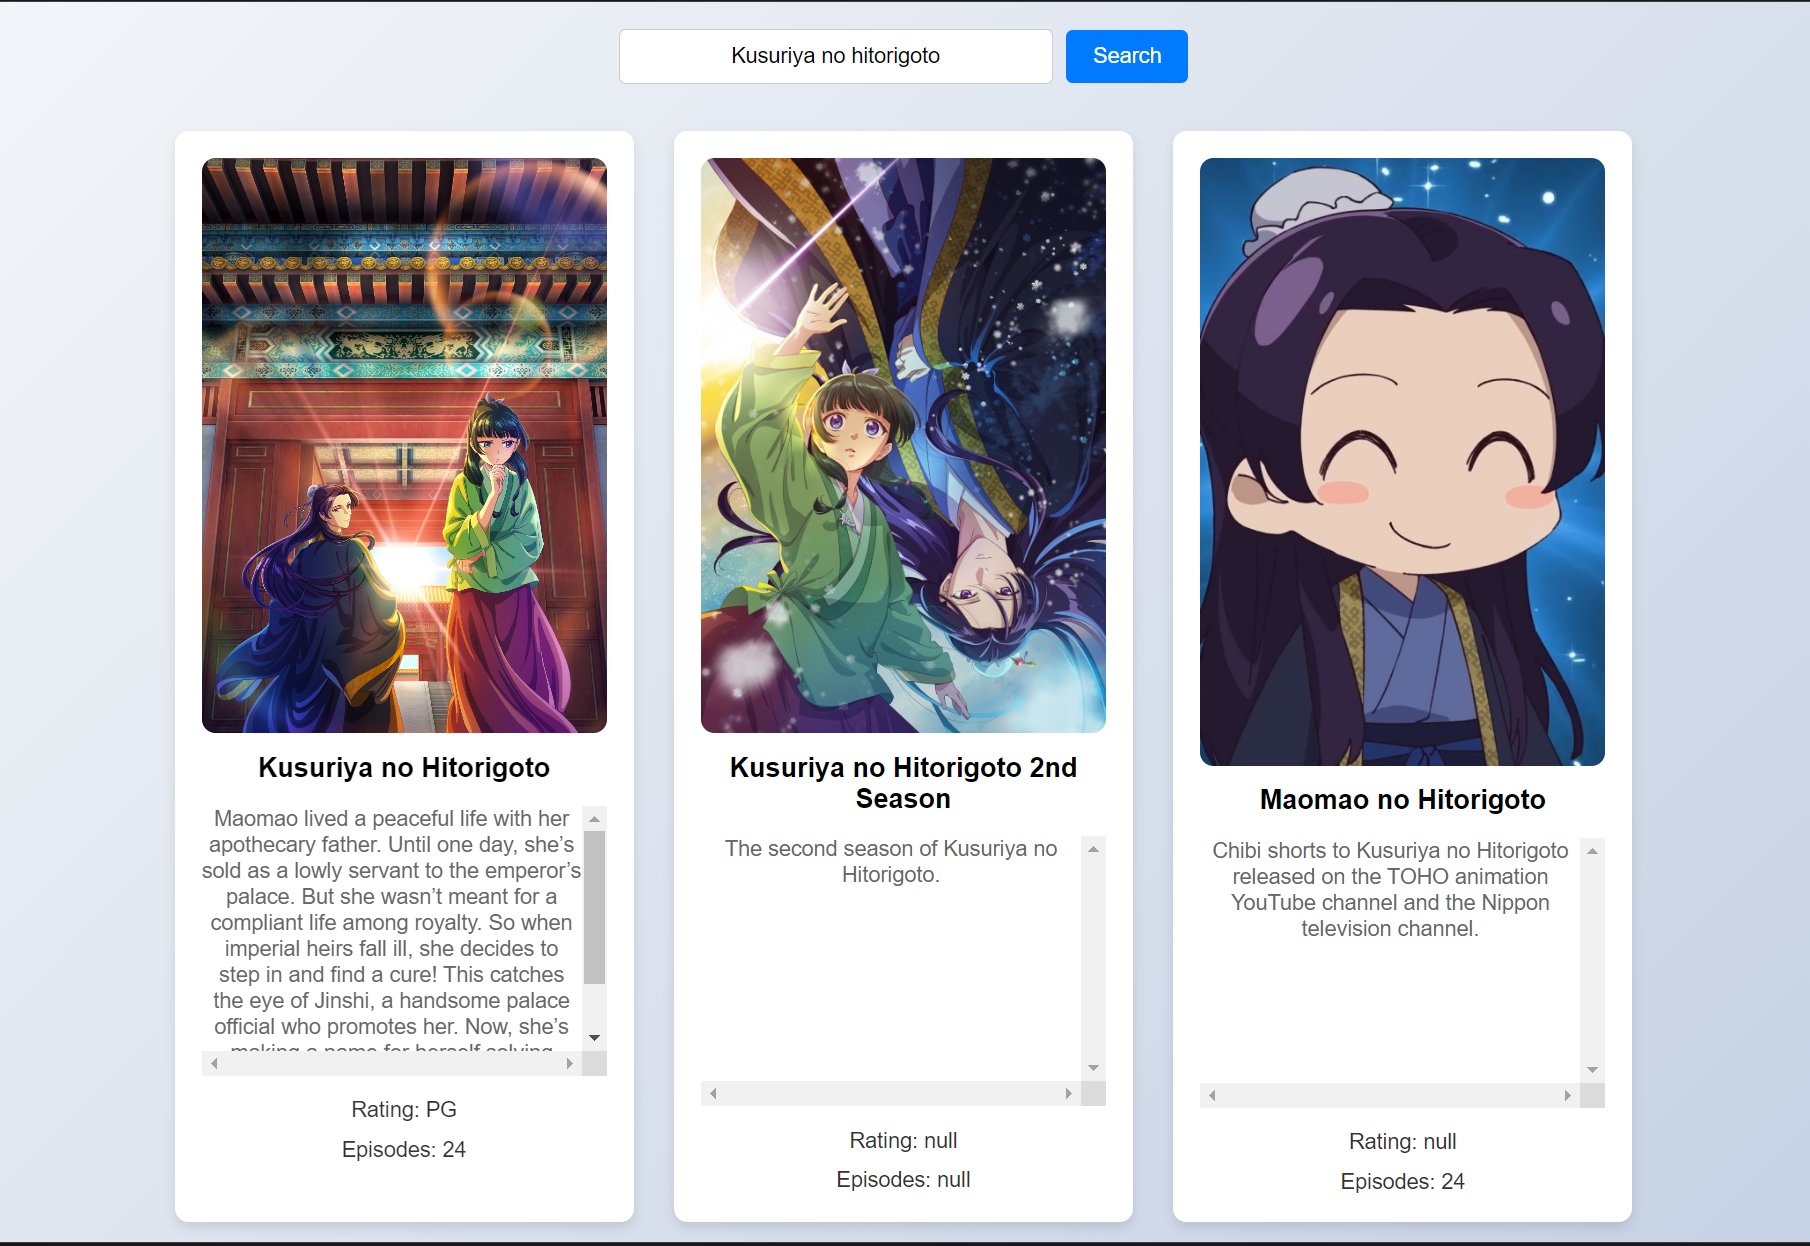 Kusuriya no hitorigoto
Search
Kusuriya no Hitorigoto
Maomao lived a peaceful life with her
apothecary father. Until one day, she’s
sold as a lowly servant to the emperor’s
palace. But she wasn’t meant for a
compliant life among royalty. So when
imperial heirs fall ill, she decides to
step in and find a cure! This catches
the eye of Jinshi, a handsome palace
official who promotes her. Now, she’s
making a name for herself solving
Rating: PG
Episodes: 24
Kusuriya no Hitorigoto 2nd
Season
The second season of Kusuriya no
Hitorigoto.
Rating: null
Episodes: null
Maomao no Hitorigoto
Chibi shorts to Kusuriya no Hitorigoto
released on the TOHO animation
YouTube channel and the Nippon
television channel.
Rating: null
Episodes: 24